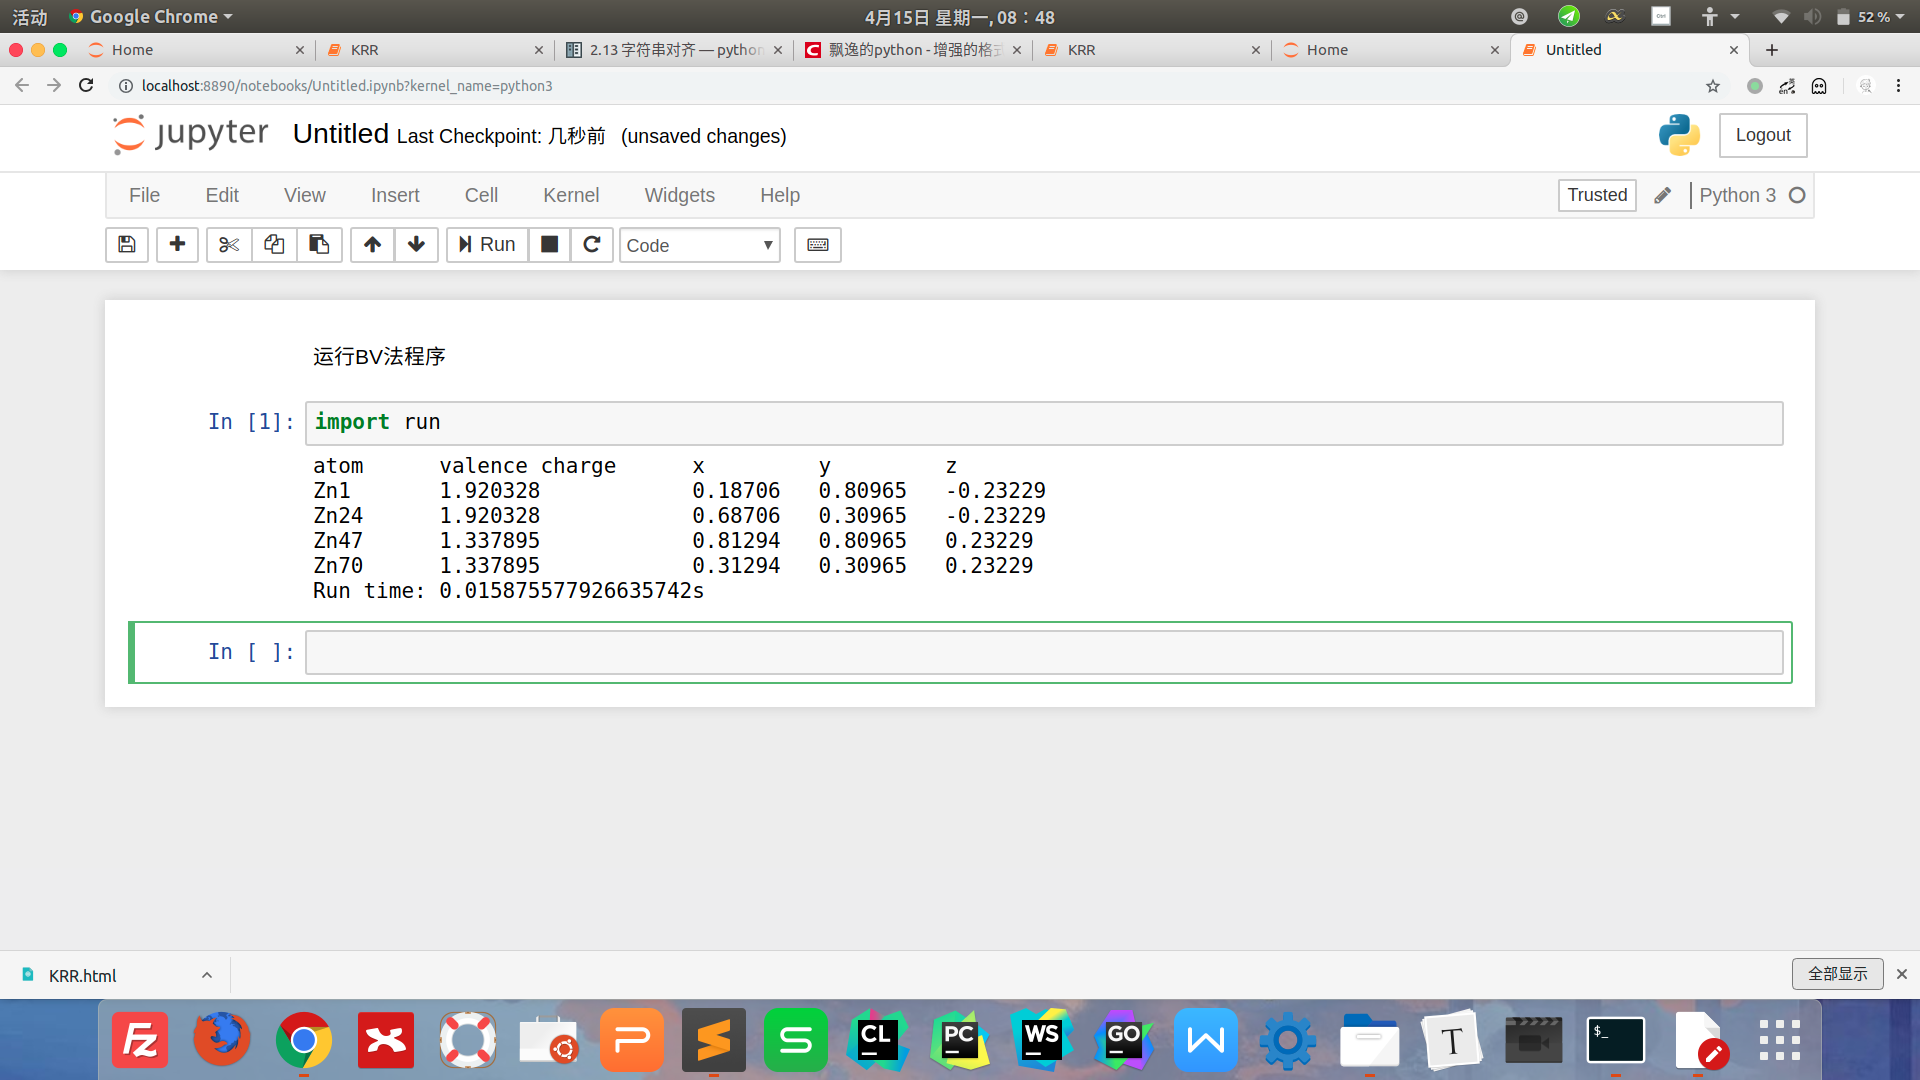 活动 Google Chrome 4月15日 星期一, 08：48 52 %
Home KRR 2.13 字符串对齐 — python 飘逸的python - 增强的格式 KRR Home Untitled
localhost:8890/notebooks/Untitled.ipynb?kernel_name=python3
jupyter Untitled Last Checkpoint: 几秒前 (unsaved changes) Logout
File Edit View Insert Cell Kernel Widgets Help Trusted Python 3
Run Code
运行BV法程序
In [1]: import run
atom valence charge x y z
Zn1 1.920328 0.18706 0.80965 -0.23229
Zn24 1.920328 0.68706 0.30965 -0.23229
Zn47 1.337895 0.81294 0.80965 0.23229
Zn70 1.337895 0.31294 0.30965 0.23229
Run time: 0.015875577926635742s
In [ ]:
KRR.html 全部显示
Fz P S CL PC WS GO W T $_